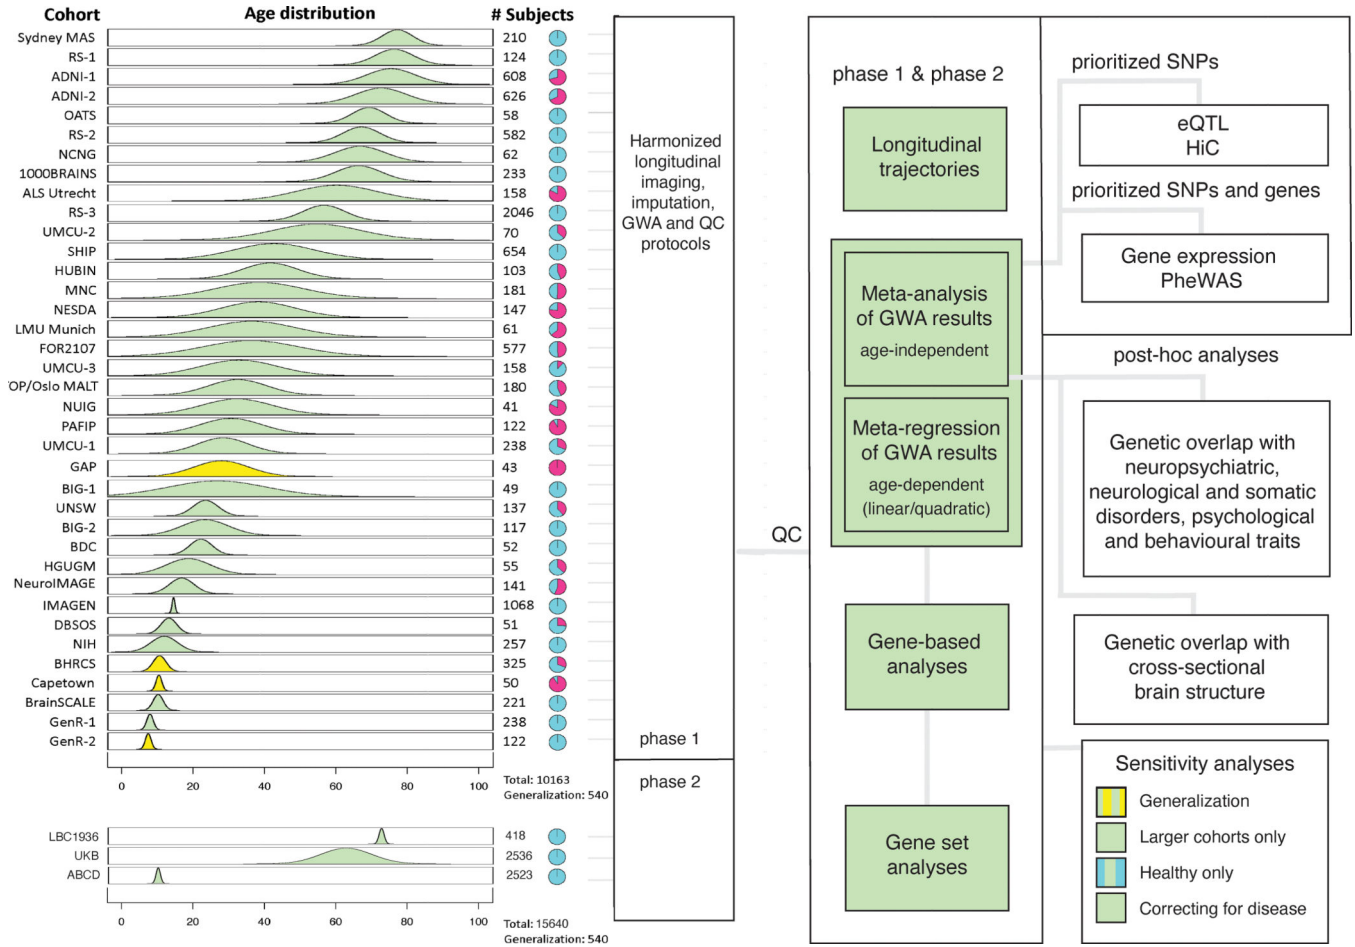 Cohort Age distribution # Subjects
Sydney MAS 210
RS-1 124
ADNI-1 608
ADNI-2 626
OATS 58
RS-2 582
NCNG 62
1000BRAINS 233
ALS Utrecht 158
RS-3 2046
UMCU-2 70
SHIP 654
HUBIN 103
MNC 181
NESDA 147
LMU Munich 61
FOR2107 577
UMCU-3 158
OP/Oslo MALT 180
NUIG 41
PAFIP 122
UMCU-1 238
GAP 43
BIG-1 49
UNSW 137
BIG-2 117
BDC 52
HGUGM 55
NeuroIMAGE 141
IMAGEN 1068
DBSOS 51
NIH 257
BHRCS 325
Capetown 50
BrainSCALE 221
GenR-1 238
GenR-2 122
0 20 40 60 80 100
Total: 10163
Generalization: 540
LBC1936 418
UKB 2536
ABCD 2523
0 20 40 60 80 100
Total: 15640
Generalization: 540
Harmonized
longitudinal
imaging,
imputation,
GWA and QC
protocols
phase 1
phase 2
QC
phase 1 & phase 2
Longitudinal
trajectories
Meta-analysis
of GWA results
age-independent
Meta-regression
of GWA results
age-dependent
(linear/quadratic)
Gene-based
analyses
Gene set
analyses
prioritized SNPs
eQTL
HiC
prioritized SNPs and genes
Gene expression
PheWAS
post-hoc analyses
Genetic overlap with
neuropsychiatric,
neurological and somatic
disorders, psychological
and behavioural traits
Genetic overlap with
cross-sectional
brain structure
Sensitivity analyses
Generalization
Larger cohorts only
Healthy only
Correcting for disease